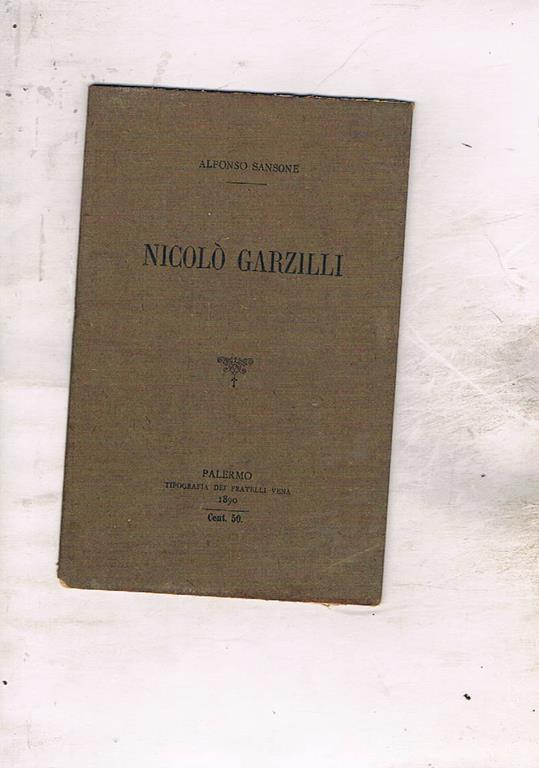 ALFONSO SANSONE
NICOLÒ GARZILLI
PALERMO
TIPOGRAFIA DEI FRATELLI VENA
1890
Cent. 50.